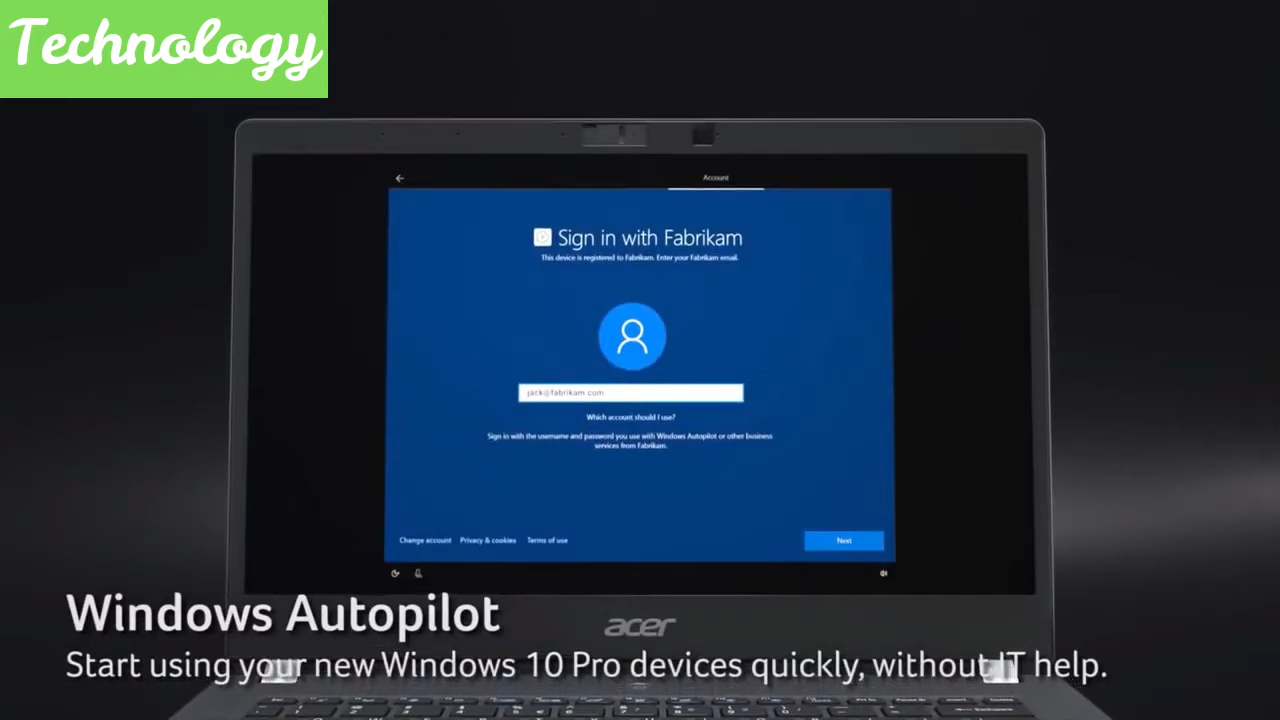 Technology
Account
Sign in with Fabrikam
This device is registered to Fabrikam. Enter your Fabrikam email.
jack@fabrikam.com
Which account should I use?
Sign in with the username and password you use with Windows Autopilot or other business
services from Fabrikam.
Change account Privacy & cookies Terms of use Next
Windows Autopilot
acer
Start using your new Windows 10 Pro devices quickly, without IT help.